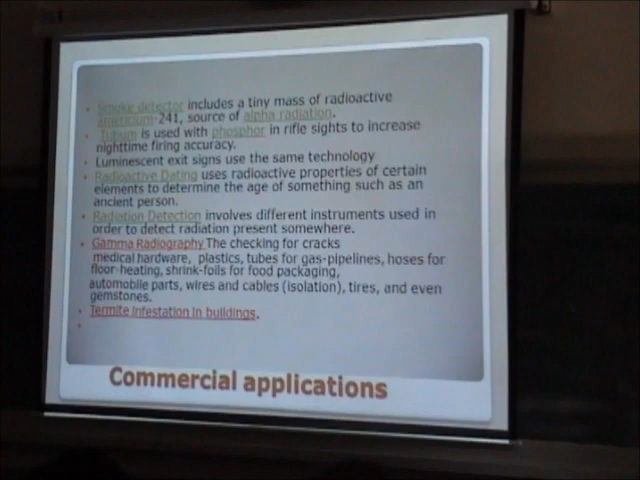 Smoke detector includes a tiny mass of radioactive
americium-241, source of alpha radiation.
Tritium is used with phosphor in rifle sights to increase
nighttime firing accuracy.
Luminescent exit signs use the same technology
Radioactive Dating uses radioactive properties of certain
elements to determine the age of something such as an
ancient person.
Radiation Detection involves different instruments used in
order to detect radiation present somewhere.
Gamma Radiography The checking for cracks
medical hardware, plastics, tubes for gas-pipelines, hoses for
floor-heating, shrink-foils for food packaging,
automobile parts, wires and cables (isolation), tires, and even
gemstones.
Termite infestation in buildings.
Commercial applications